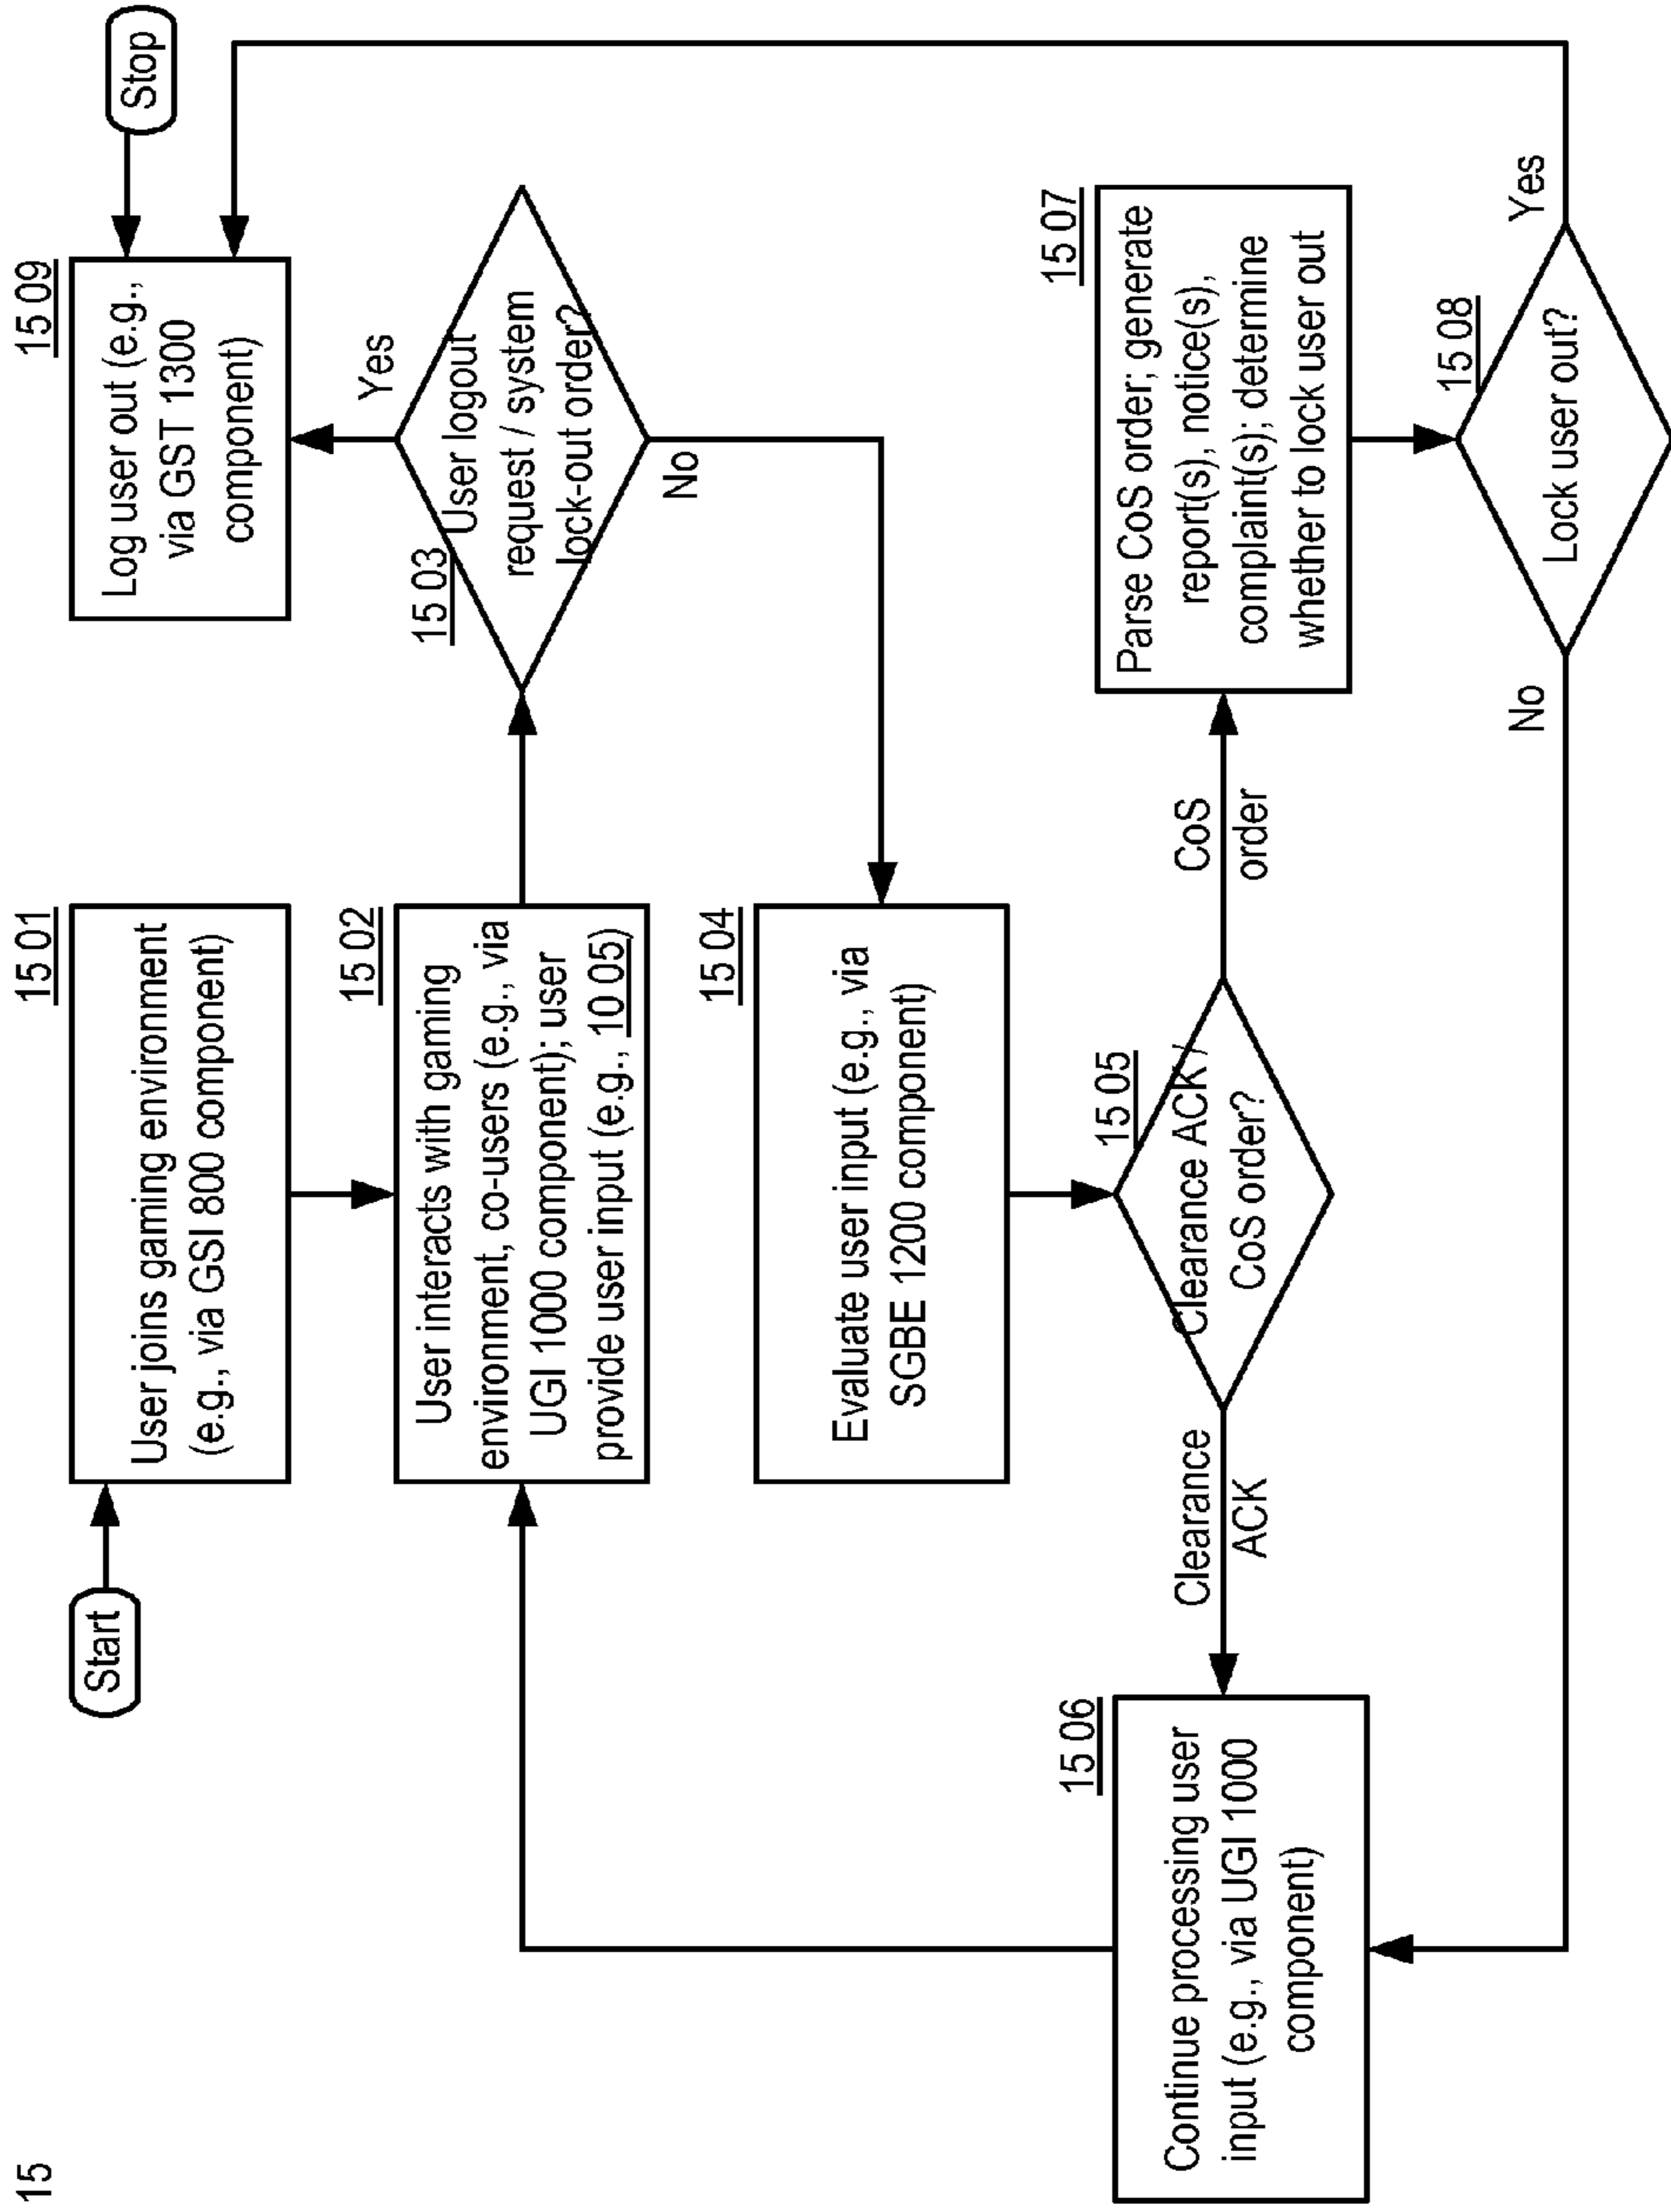 15
Start
15 01
User joins gaming environment
(e.g., via GSI 800 component)
15 09
Log user out (e.g.,
via GST 1300
component)
Stop
15 02
User interacts with gaming
environment, co-users (e.g., via
UGI 1000 component); user
provide user input (e.g., 10 05)
15 03
User logout
request / system
lock-out order?
Yes
No
15 04
Evaluate user input (e.g., via
SGBE 1200 component)
15 05
Clearance ACK /
CoS order?
Clearance
ACK
CoS
order
15 06
Continue processing user
input (e.g., via UGI 1000
component)
15 07
Parse CoS order; generate
report(s), notice(s),
complaint(s); determine
whether to lock user out
15 08
Lock user out?
No
Yes